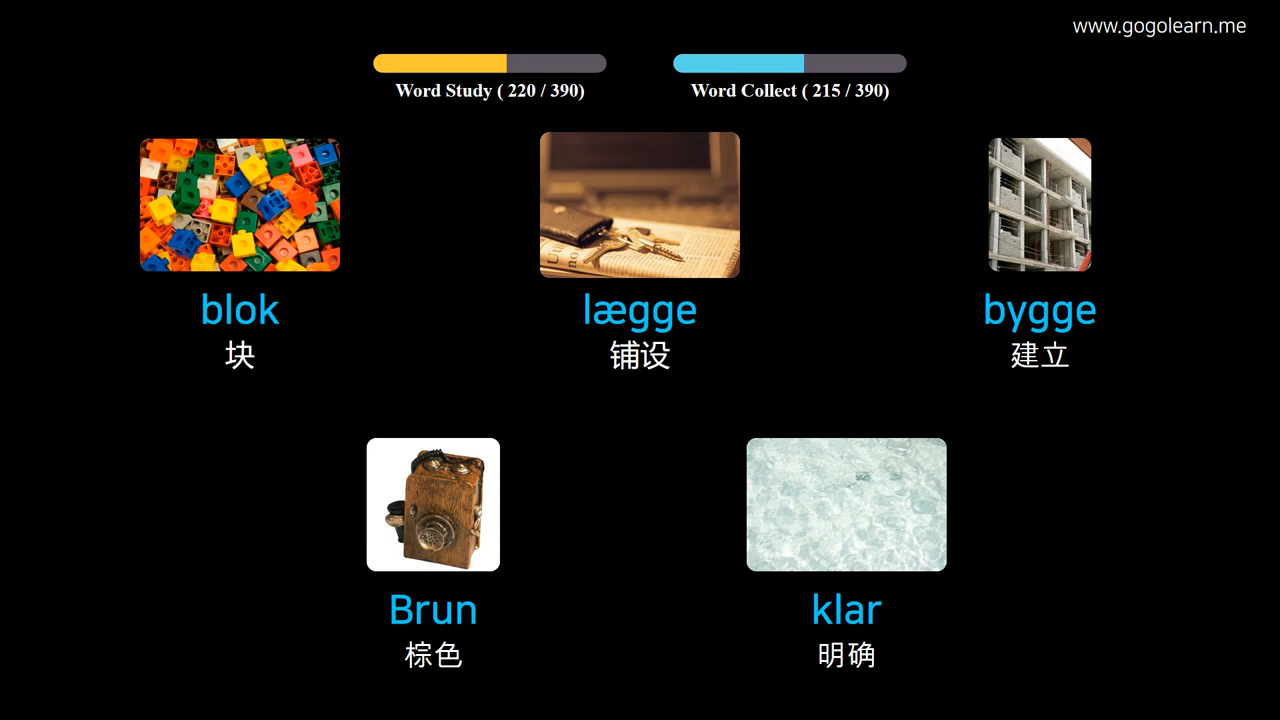 www.gogolearn.me
Word Study ( 220 / 390)
Word Collect ( 215 / 390)
blok
块
lægge
铺设
bygge
建立
Brun
棕色
klar
明确